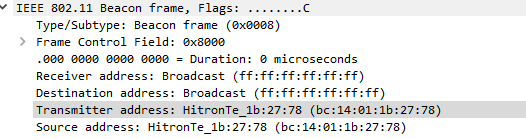 IEEE 802.11 Beacon frame, Flags: ........C
Type/Subtype: Beacon frame (0x0008)
Frame Control Field: 0x8000
.000 0000 0000 0000 = Duration: 0 microseconds
Receiver address: Broadcast (ff:ff:ff:ff:ff:ff)
Destination address: Broadcast (ff:ff:ff:ff:ff:ff)
Transmitter address: HitronTe_1b:27:78 (bc:14:01:1b:27:78)
Source address: HitronTe_1b:27:78 (bc:14:01:1b:27:78)